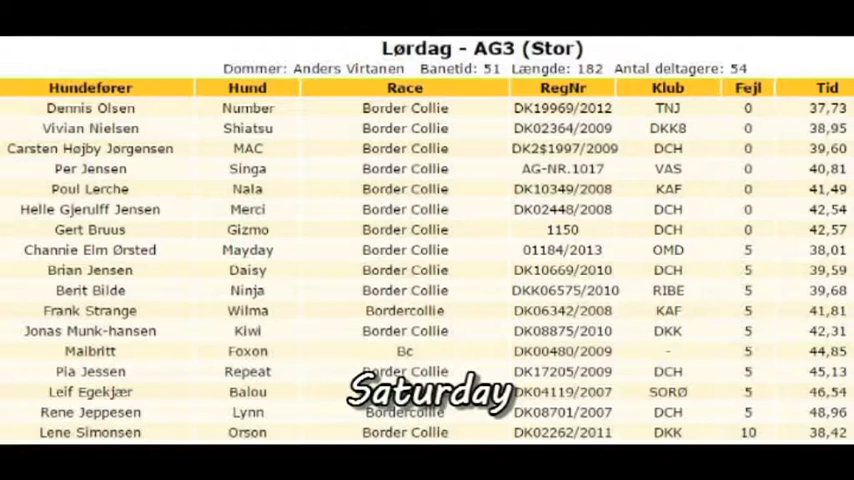 Lørdag - AG3 (Stor)
Dommer: Anders Virtanen Banetid: 51 Længde: 182 Antal deltagere: 54
Hundefører Hund Race RegNr Klub Fejl Tid
Dennis Olsen Number Border Collie DK19969/2012 TNJ 0 37,73
Vivian Nielsen Shiatsu Border Collie DK02364/2009 DKK8 0 38,95
Carsten Højby Jørgensen MAC Border Collie DK2$1997/2009 DCH 0 39,60
Per Jensen Singa Border Collie AG-NR.1017 VAS 0 40,81
Poul Lerche Nala Border Collie DK10349/2008 KAF 0 41,49
Helle Gjerulff Jensen Merci Border Collie DK02448/2008 DCH 0 42,54
Gert Bruus Gizmo Border Collie 1150 DCH 0 42,57
Channie Elm Ørsted Mayday Border Collie 01184/2013 OMD 5 38,01
Brian Jensen Daisy Border Collie DK10669/2010 DCH 5 39,59
Berit Bilde Ninja Border Collie DKK06575/2010 RIBE 5 39,68
Frank Strange Wilma Bordercollie DK06342/2008 KAF 5 41,81
Jonas Munk-hansen Kiwi Border Collie DK08875/2010 DKK 5 42,31
Maibritt Foxon Bc DK00480/2009 - 5 44,85
Pia Jessen Repeat Border Collie DK17205/2009 DCH 5 45,13
Leif Egekjær Balou DK04119/2007 SORØ 5 46,54
Saturday
Rene Jeppesen Lynn Bordercollie DK08701/2007 DCH 5 48,96
Lene Simonsen Orson Border Collie DK02262/2011 DKK 10 38,42